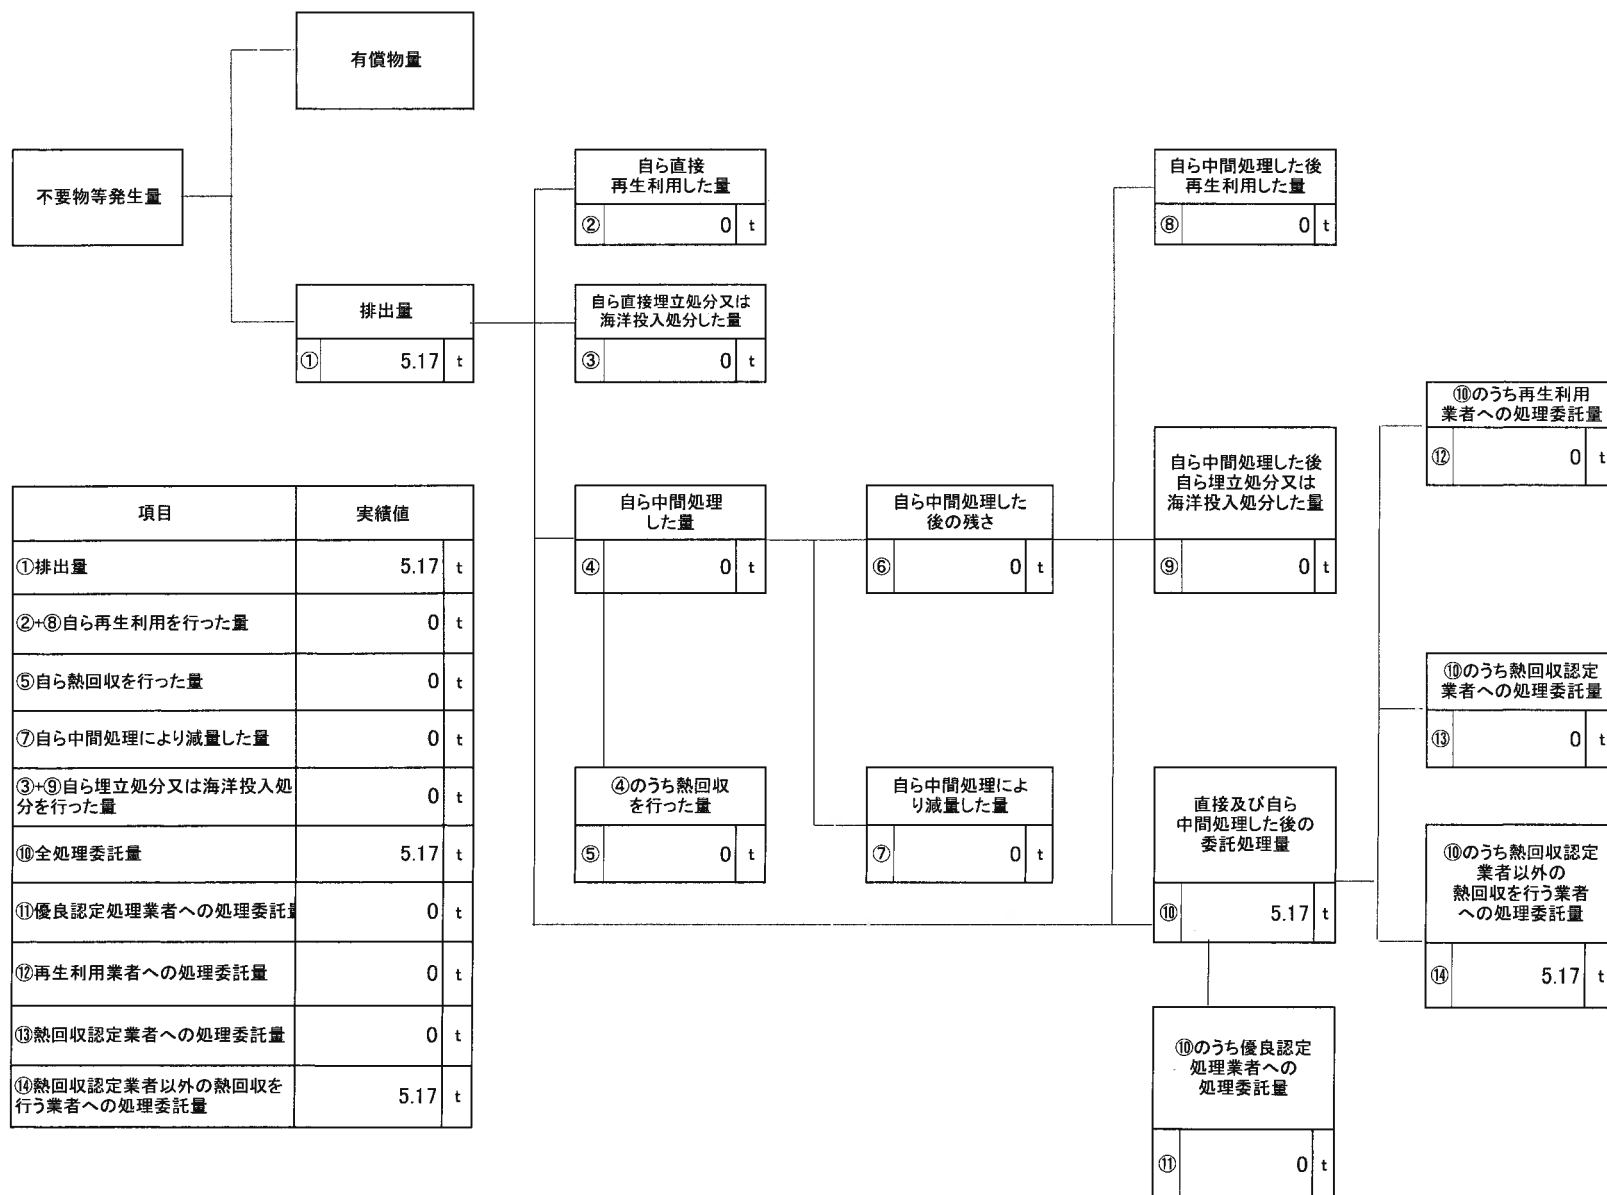 有償物量
不要物等発生量
排出量
① 5.17 t
自ら直接
再生利用した量
② 0 t
自ら直接埋立処分又は
海洋投入処分した量
③ 0 t
自ら中間処理
した量
④ 0 t
④のうち熱回収
を行った量
⑤ 0 t
自ら中間処理した
後の残さ
⑥ 0 t
自ら中間処理によ
り減量した量
⑦ 0 t
自ら中間処理した後
再生利用した量
⑧ 0 t
自ら中間処理した後
自ら埋立処分又は
海洋投入処分した量
⑨ 0 t
直接及び自ら
中間処理した後の
委託処理量
⑩ 5.17 t
⑩のうち優良認定
処理業者への
処理委託量
⑪ 0 t
⑩のうち再生利用
業者への処理委託量
⑫ 0 t
⑩のうち熱回収認定
業者への処理委託量
⑬ 0 t
⑩のうち熱回収認定
業者以外の
熱回収を行う業者
への処理委託量
⑭ 5.17 t
項目 実績値
①排出量 5.17 t
②+⑧自ら再生利用を行った量 0 t
⑤自ら熱回収を行った量 0 t
⑦自ら中間処理により減量した量 0 t
③+⑨自ら埋立処分又は海洋投入処
分を行った量 0 t
⑩全処理委託量 5.17 t
⑪優良認定処理業者への処理委託量 0 t
⑫再生利用業者への処理委託量 0 t
⑬熱回収認定業者への処理委託量 0 t
⑭熱回収認定業者以外の熱回収を
行う業者への処理委託量 5.17 t